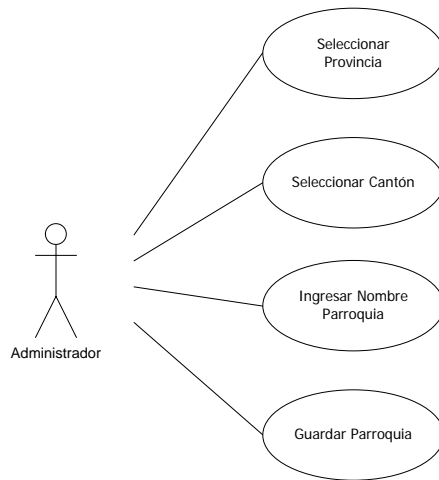 Seleccionar
Provincia
Seleccionar Cantón
Ingresar Nombre
Parroquia
Administrador
Guardar Parroquia